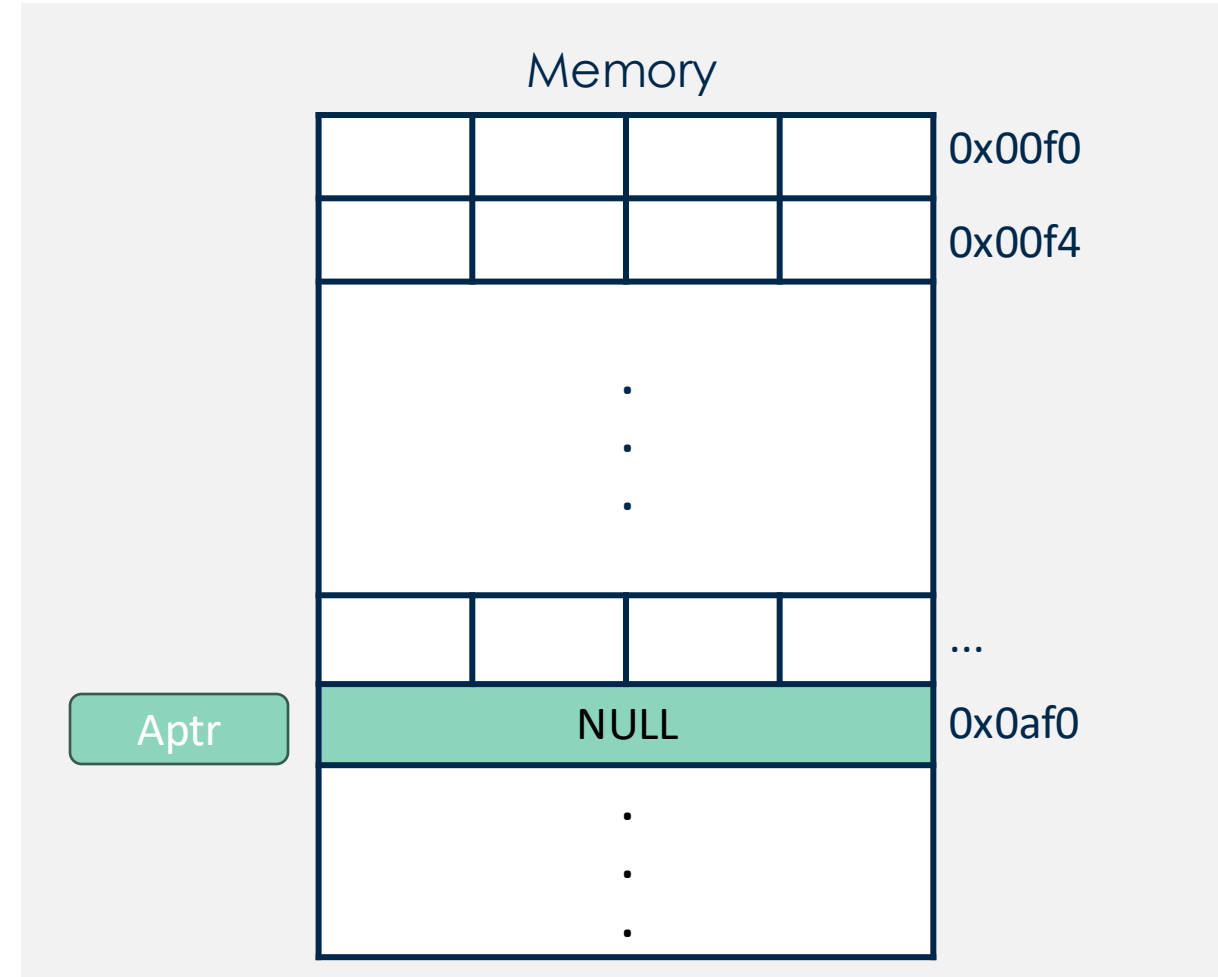 Memory
0x00f0
0x00f4
.
.
.
...
Aptr NULL 0x0af0
.
.
.